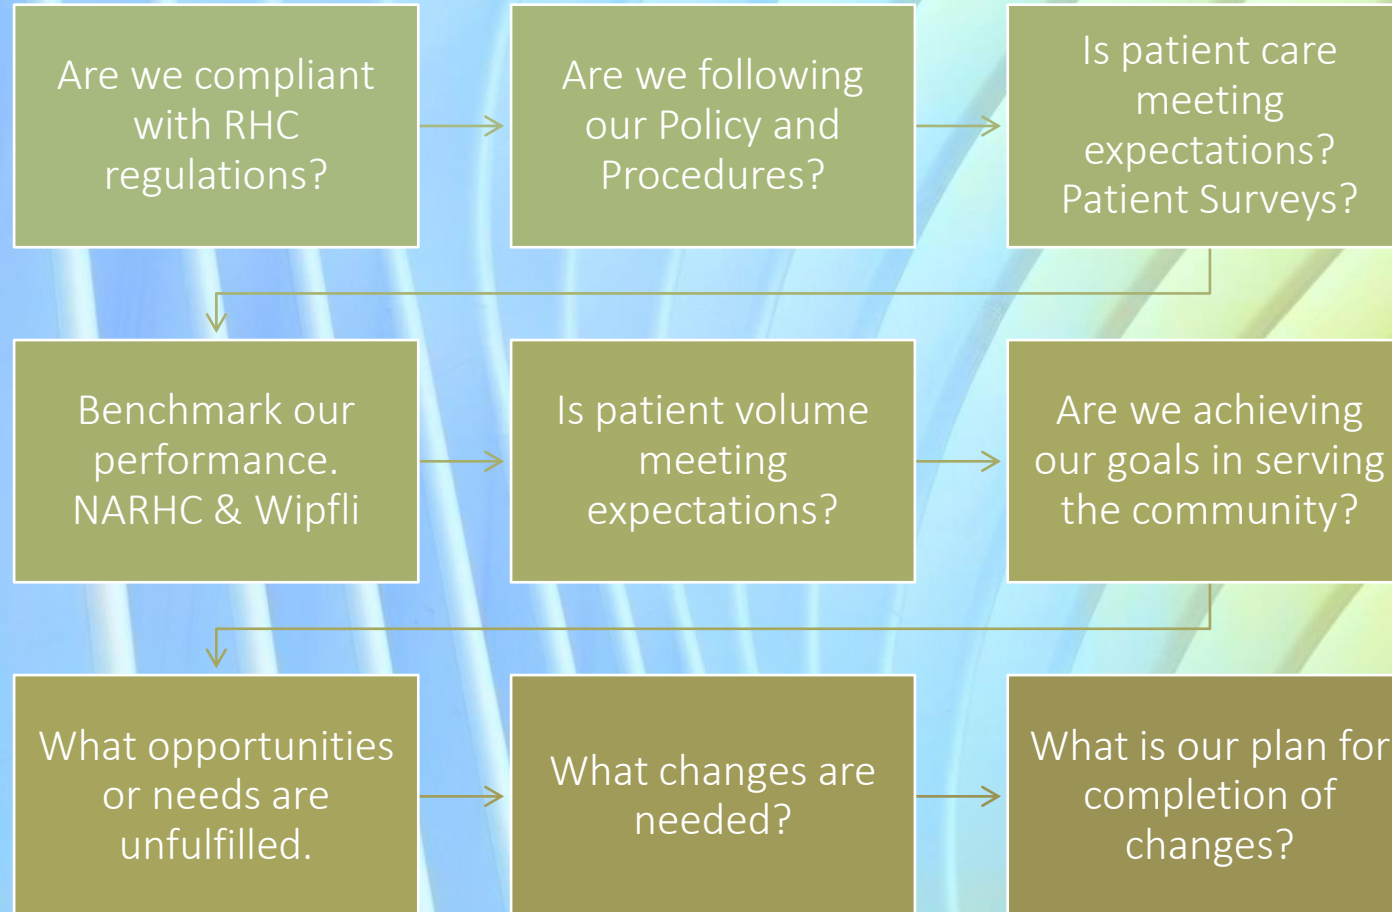 Are we compliant
with RHC
regulations?
Are we following
our Policy and
Procedures?
Is patient care
meeting
expectations?
Patient Surveys?
Benchmark our
performance.
NARHC & Wipfli
Is patient volume
meeting
expectations?
Are we achieving
our goals in serving
the community?
What opportunities
or needs are
unfulfilled.
What changes are
needed?
What is our plan for
completion of
changes?